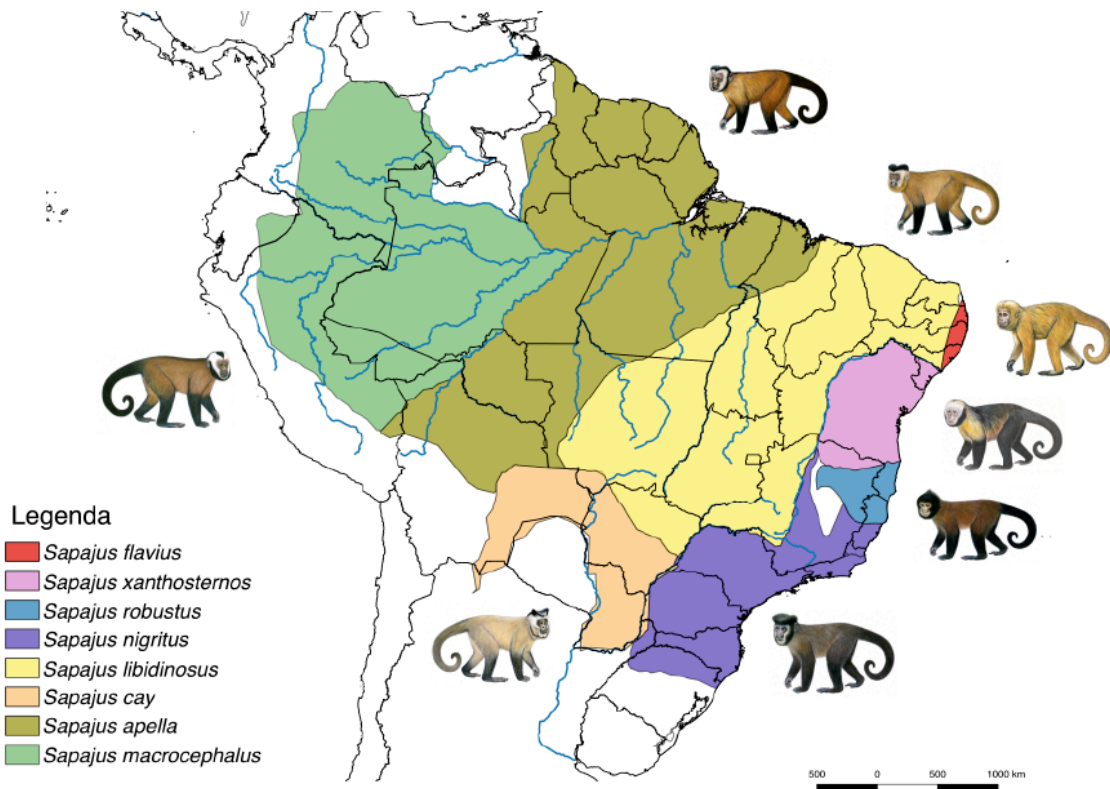 Legenda
Sapajus flavius
Sapajus xanthosternos
Sapajus robustus
Sapajus nigritus
Sapajus libidinosus
Sapajus cay
Sapajus apella
Sapajus macrocephalus
500 0 500 1000 km